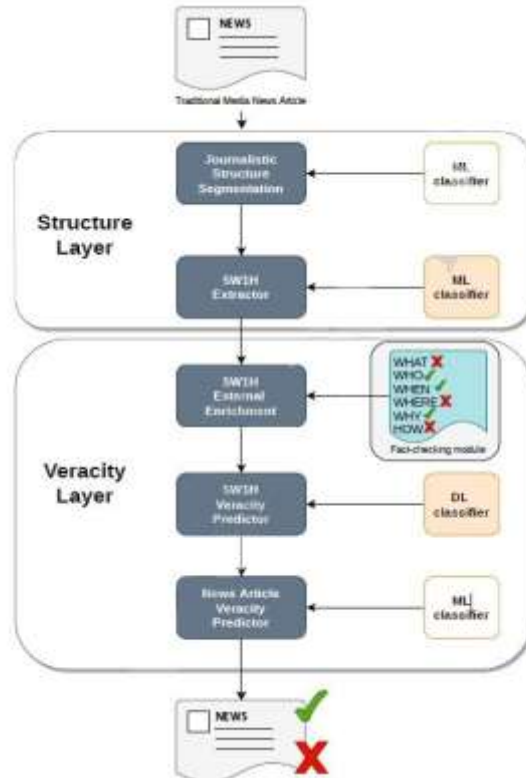 NEWS
Traditional Media News Article
Journalistic
Structure
Segmentation
ML
classifier
Structure
Layer
5W1H
Extractor
ML
classifier
5W1H
External
Enrichment
WHAT
WHO
WHEN
WHERE
WHY
HOW
Fact-checking module
Veracity
Layer
5W1H
Veracity
Predictor
DL
classifier
News Article
Veracity
Predictor
ML
classifier
NEWS